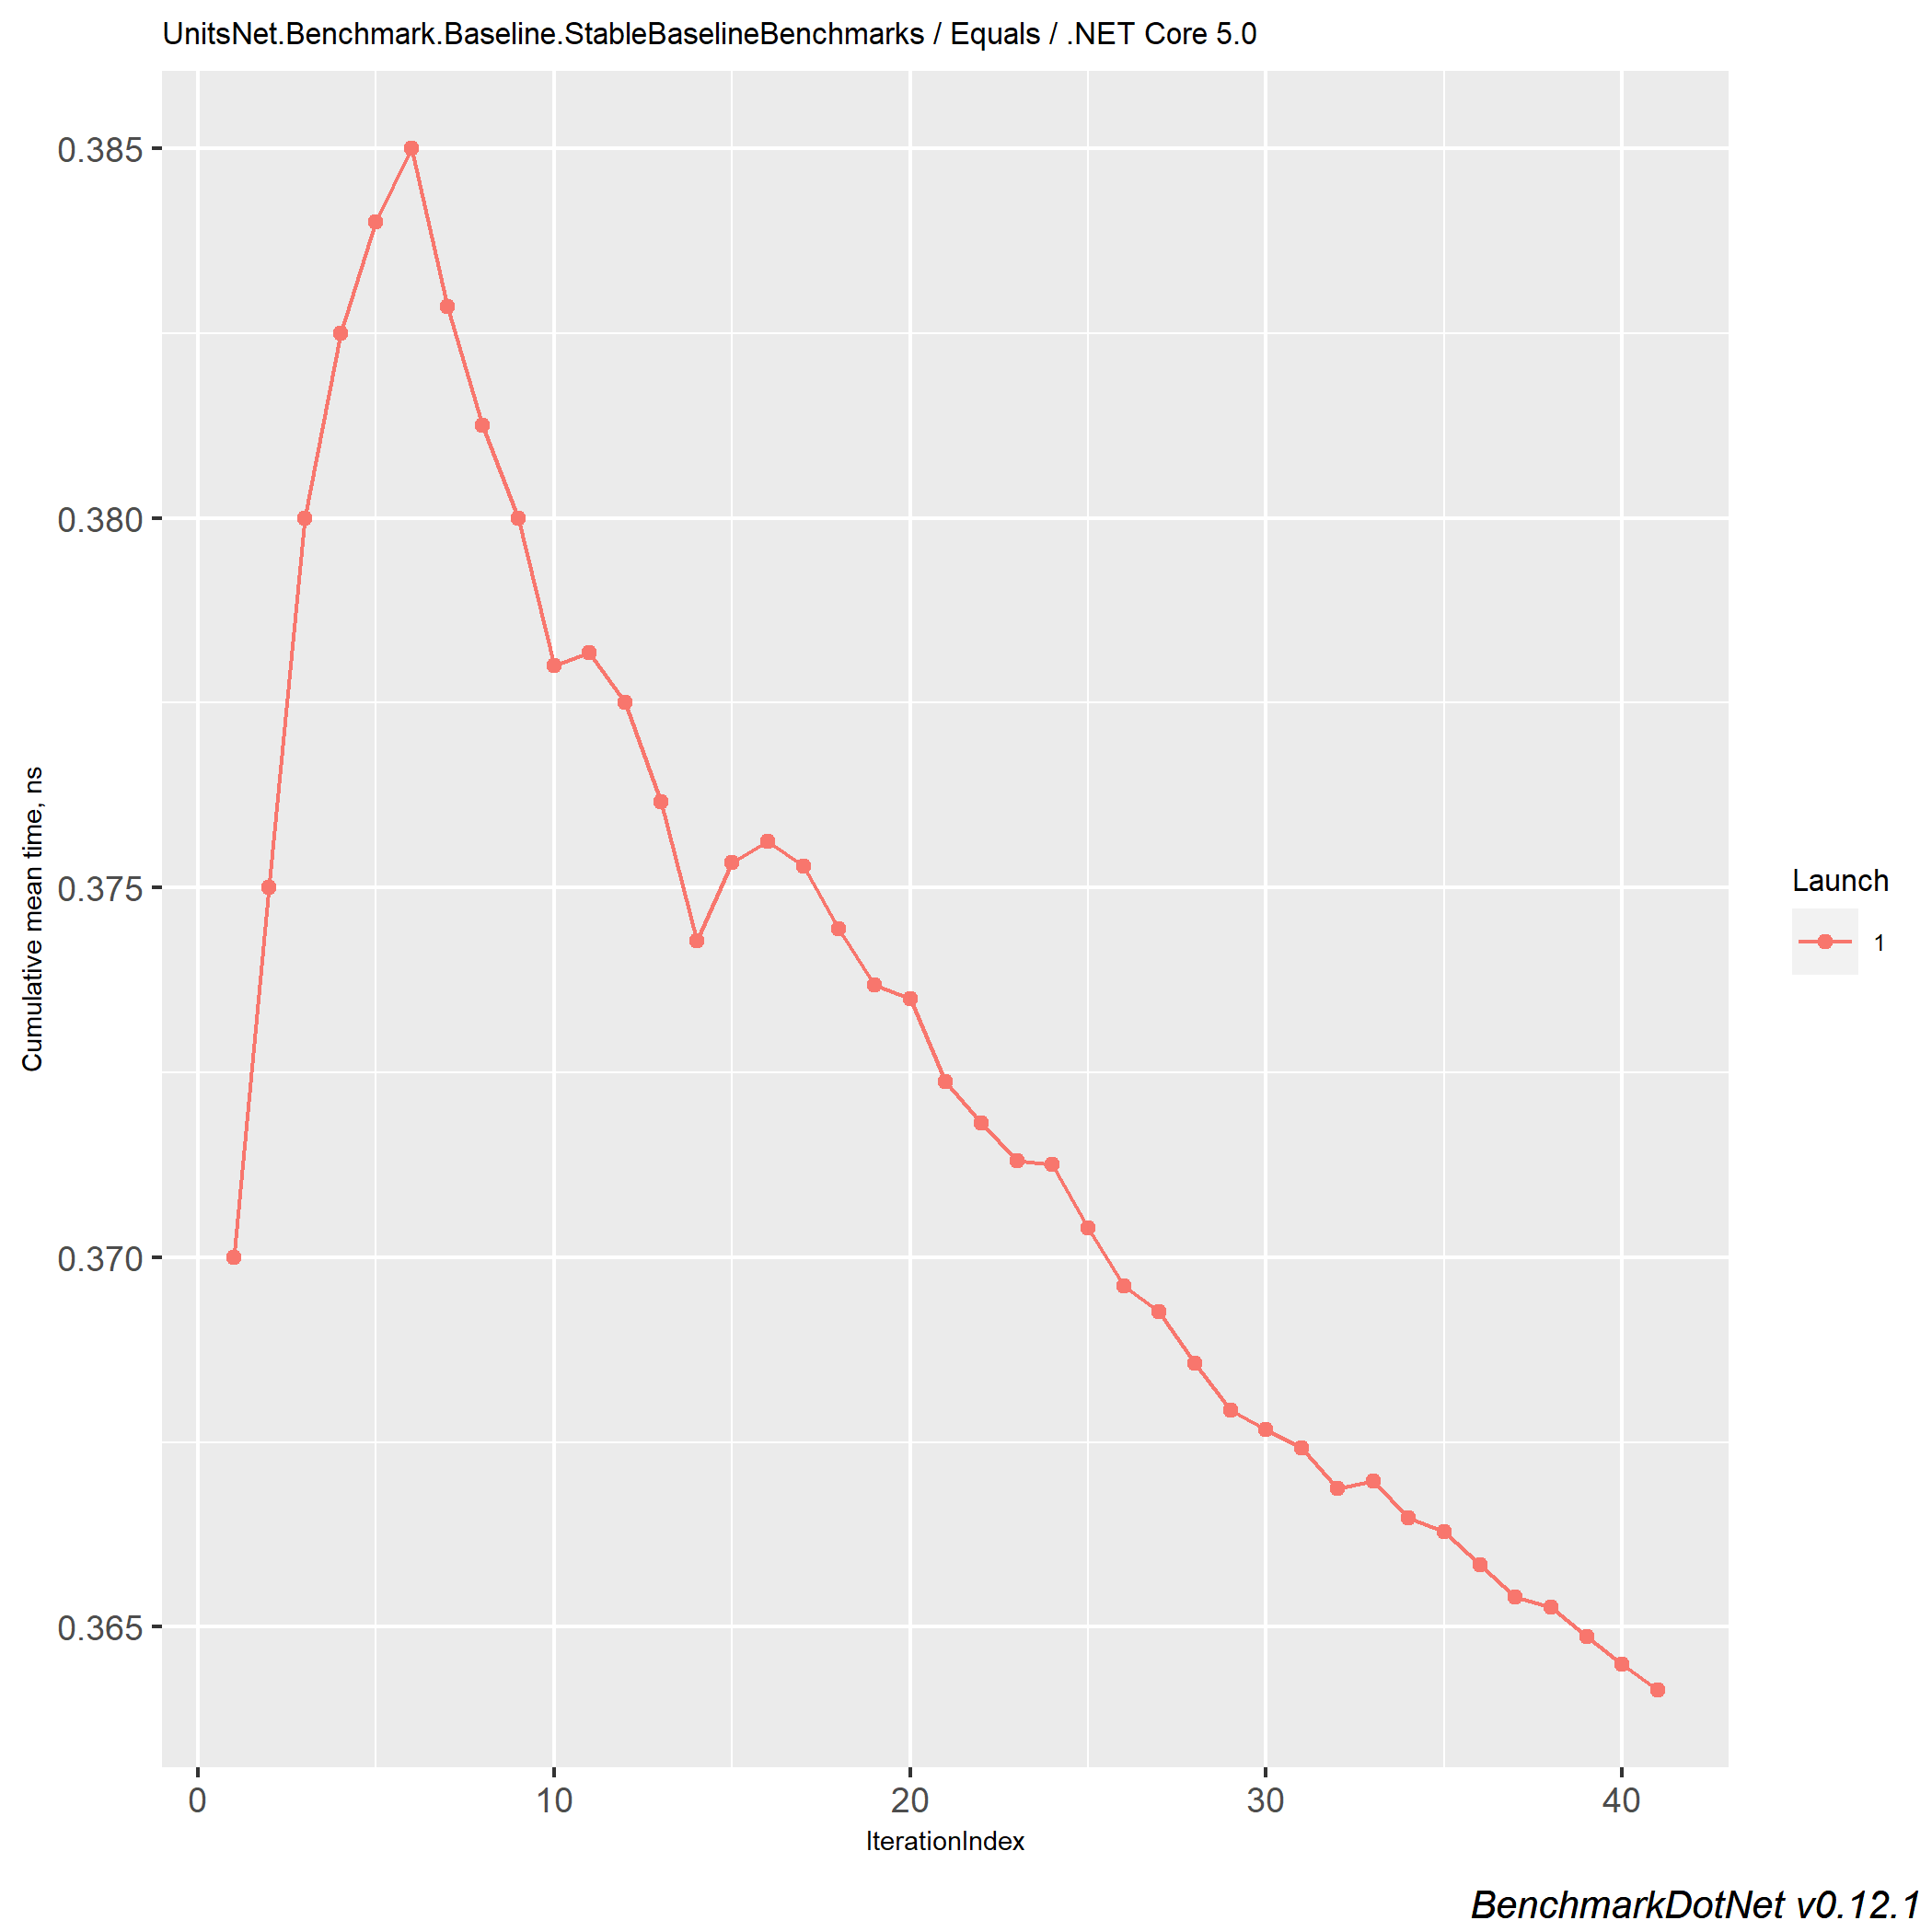 UnitsNet.Benchmark.Baseline.StableBaselineBenchmarks / Equals / .NET Core 5.0
Cumulative mean time, ns
0.385
0.380
0.375
0.370
0.365
0
10
20
30
40
IterationIndex
Launch
1
BenchmarkDotNet v0.12.1